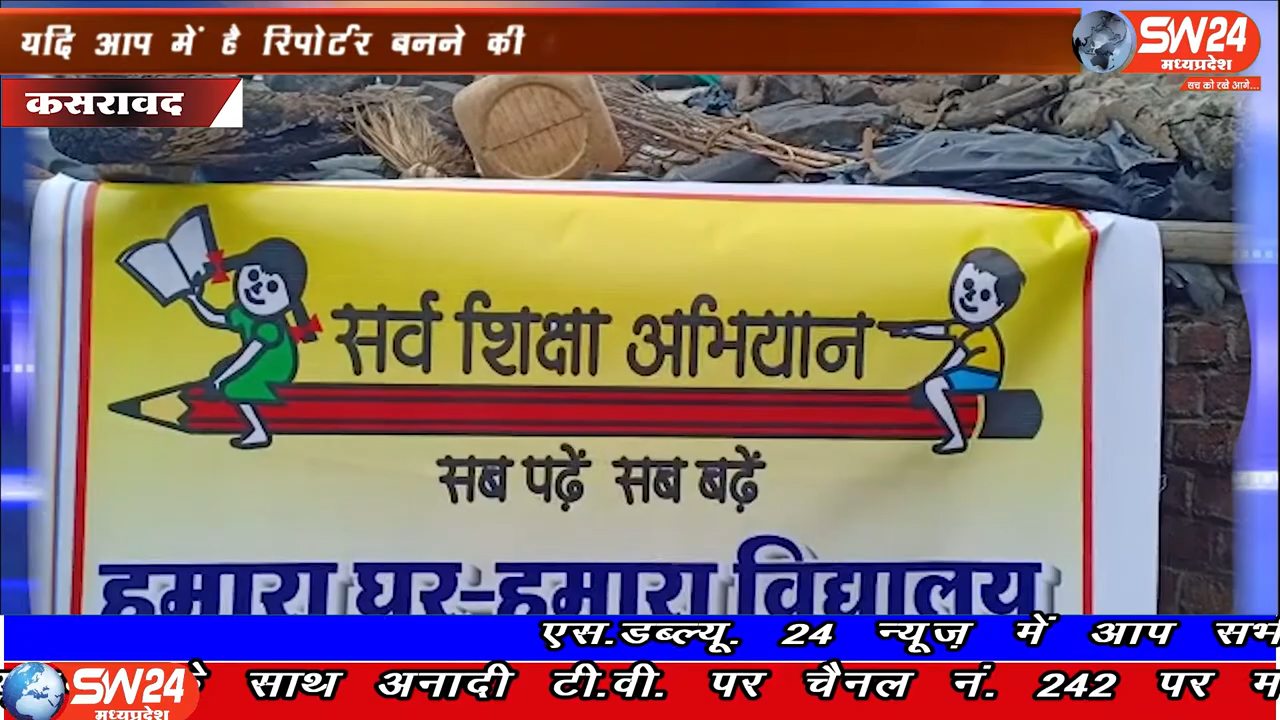 यदि आप में है रिपोर्टर बनने की
SW24
मध्यप्रदेश
सच को रखे आगे...
कसरावद
सर्व शिक्षा अभियान
सब पढ़ें सब बढ़ें
हमारा घर-हमारा विद्यालय
एस.डब्ल्यू. 24 न्यूज़ में आप सभ
साथ अनादी टी.वी. पर चैनल नं. 242 पर म
SW24
मध्यप्रदेश